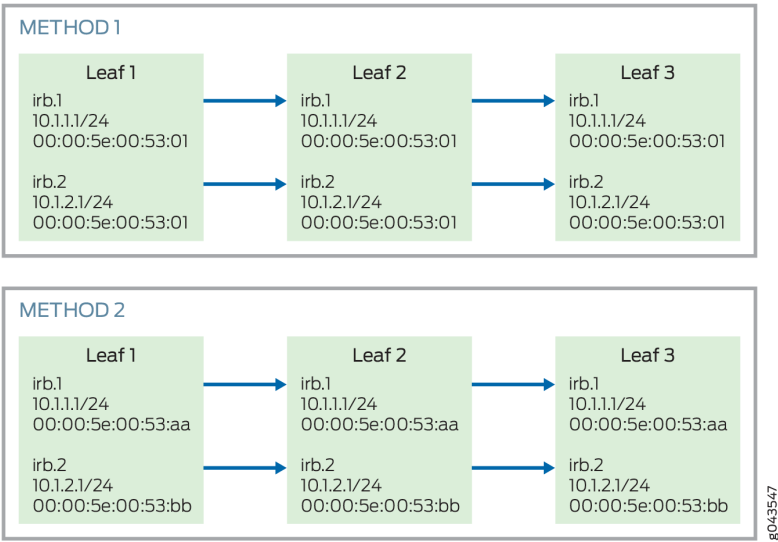 METHOD 1
Leaf 1
irb.1
10.1.1.1/24
00:00:5e:00:53:01
irb.2
10.1.2.1/24
00:00:5e:00:53:01
Leaf 2
irb.1
10.1.1.1/24
00:00:5e:00:53:01
irb.2
10.1.2.1/24
00:00:5e:00:53:01
Leaf 3
irb.1
10.1.1.1/24
00:00:5e:00:53:01
irb.2
10.1.2.1/24
00:00:5e:00:53:01
METHOD 2
Leaf 1
irb.1
10.1.1.1/24
00:00:5e:00:53:aa
irb.2
10.1.2.1/24
00:00:5e:00:53:bb
Leaf 2
irb.1
10.1.1.1/24
00:00:5e:00:53:aa
irb.2
10.1.2.1/24
00:00:5e:00:53:bb
Leaf 3
irb.1
10.1.1.1/24
00:00:5e:00:53:aa
irb.2
10.1.2.1/24
00:00:5e:00:53:bb
g043547